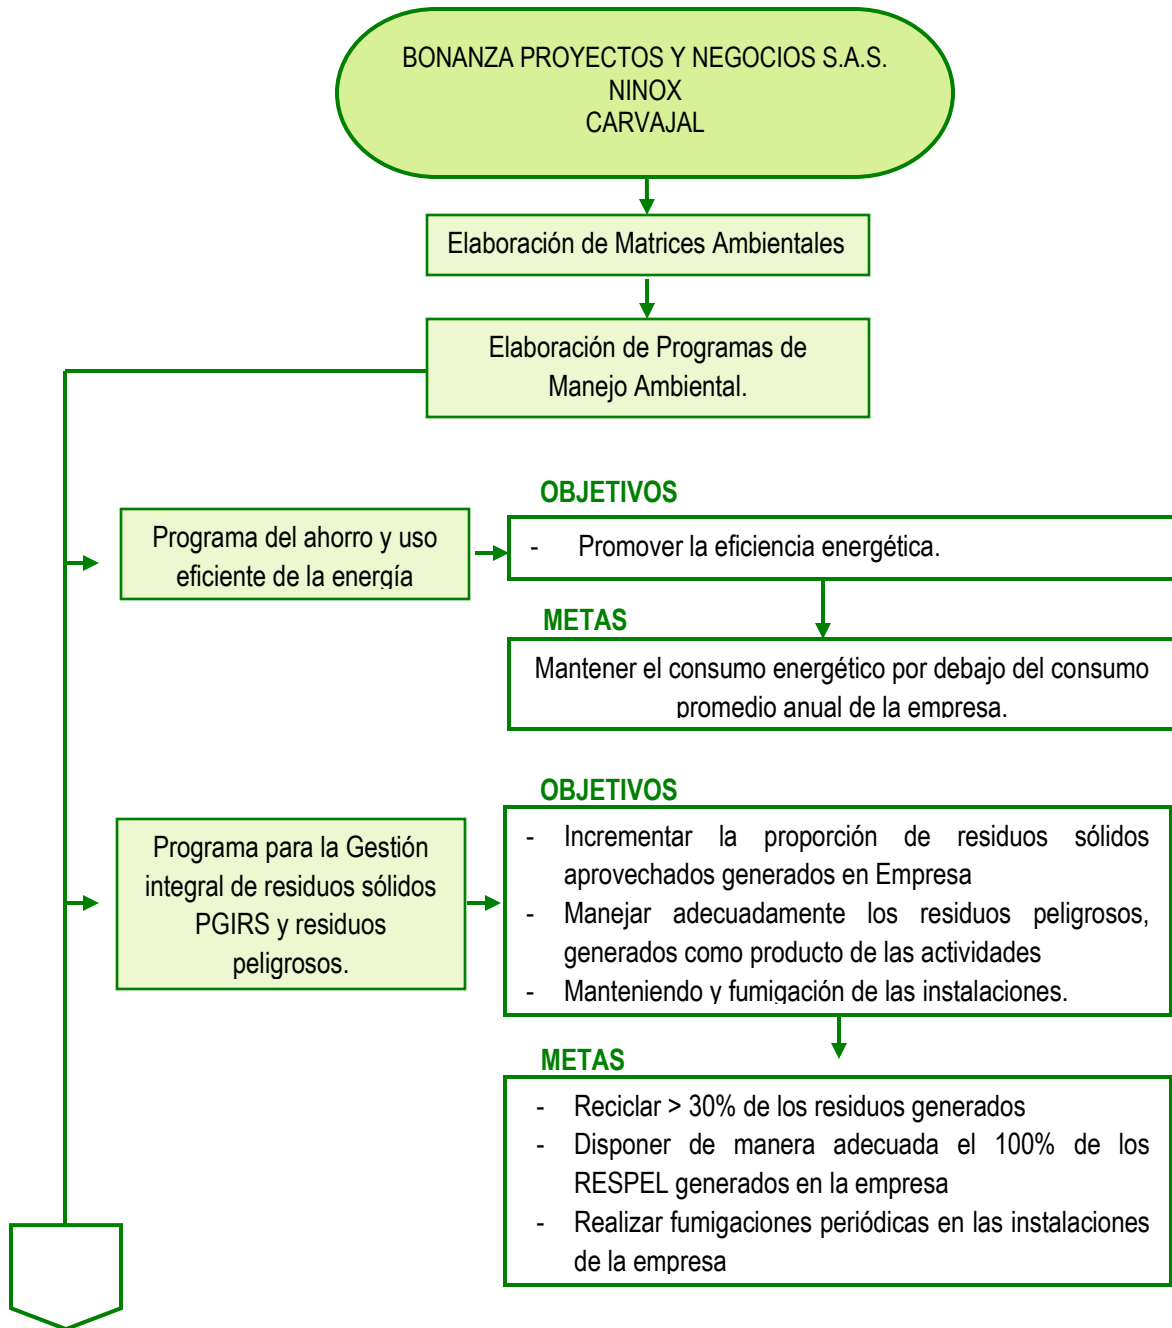 BONANZA PROYECTOS Y NEGOCIOS S.A.S.
NINOX
CARVAJAL
Elaboración de Matrices Ambientales
Elaboración de Programas de
Manejo Ambiental.
Programa del ahorro y uso
eficiente de la energía
OBJETIVOS
- Promover la eficiencia energética.
METAS
Mantener el consumo energético por debajo del consumo
promedio anual de la empresa.
Programa para la Gestión
integral de residuos sólidos
PGIRS y residuos
peligrosos.
OBJETIVOS
- Incrementar la proporción de residuos sólidos
aprovechados generados en Empresa
- Manejar adecuadamente los residuos peligrosos,
generados como producto de las actividades
- Manteniendo y fumigación de las instalaciones.
METAS
- Reciclar > 30% de los residuos generados
- Disponer de manera adecuada el 100% de los
RESPEL generados en la empresa
- Realizar fumigaciones periódicas en las instalaciones
de la empresa